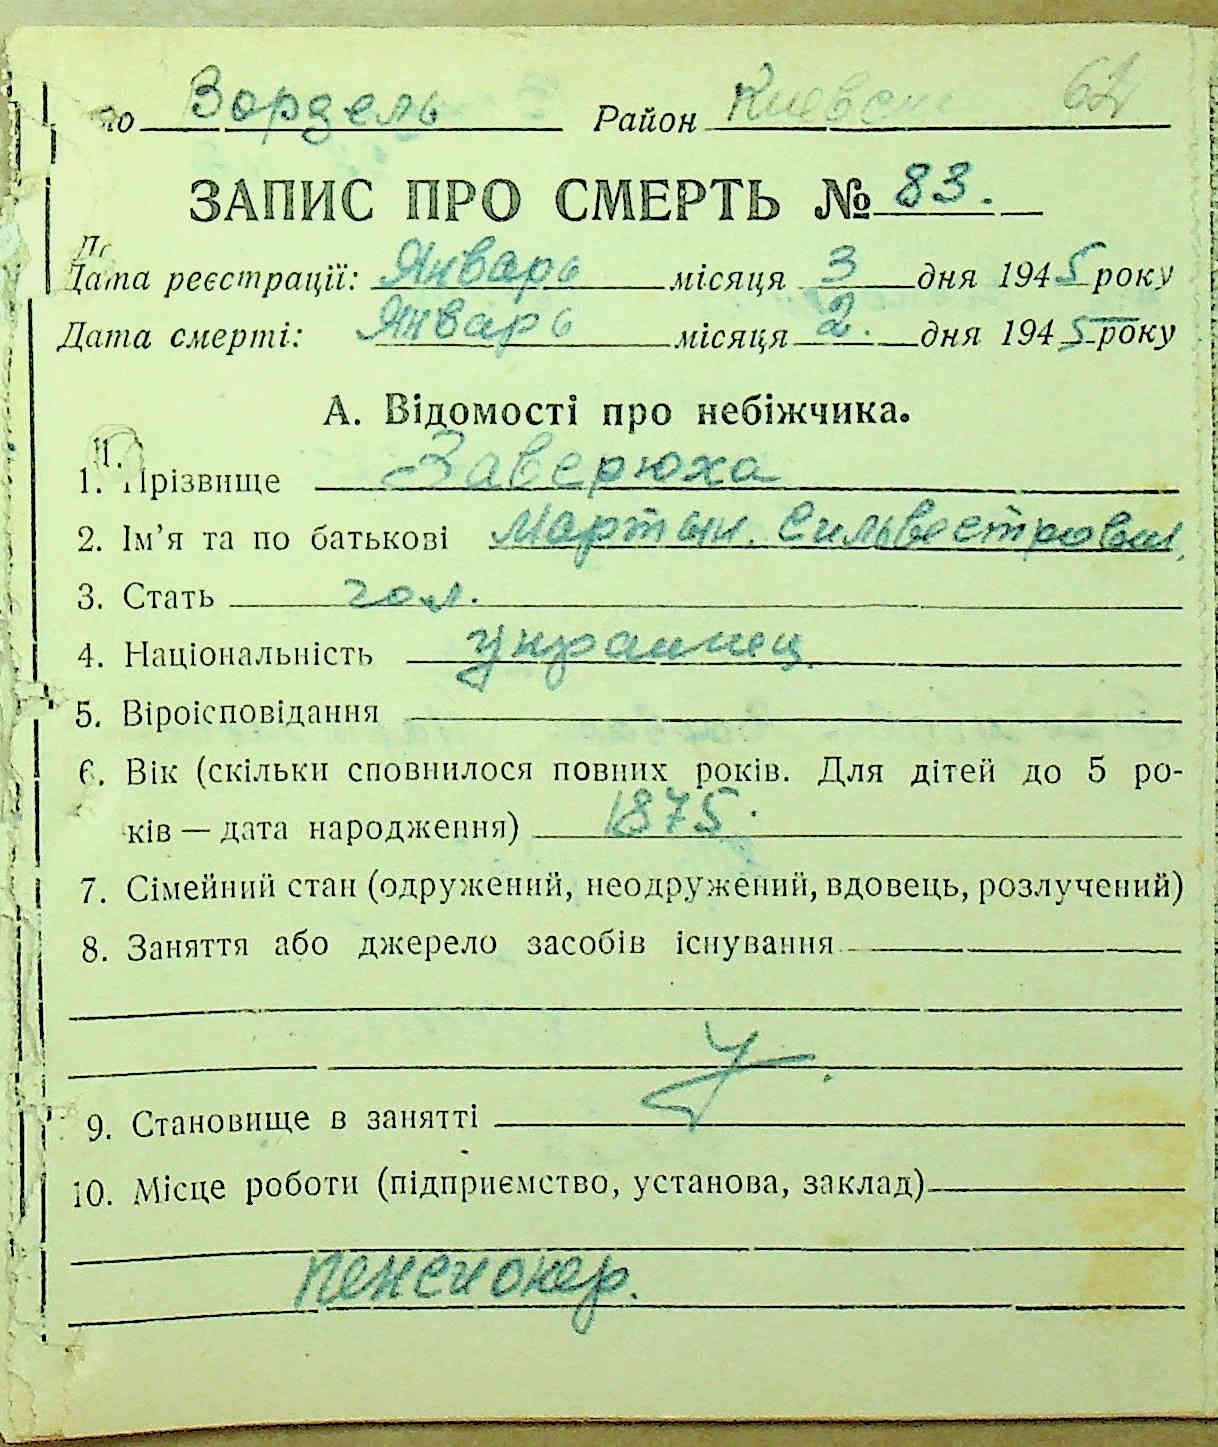 62
по Вордель Район Киевск
ЗАПИС ПРО СМЕРТЬ № 83.
Дата реєстрації: Январь місяця 3 дня 1945 року
Дата смерті: Январь місяця 2. дня 1945 року
А. Відомості про небіжчика.
1. Прізвище Заверюха
2. Ім’я та по батькові Мартын. Сильвестрович
3. Стать чол.
4. Національність украинец.
5. Віроісповідання
6. Вік (скільки сповнилося повних років. Для дітей до 5 ро-
ків — дата народження) 1875.
7. Сімейний стан (одружений, неодружений, вдовець, розлучений)
8. Заняття або джерело засобів існування
9. Становище в занятті
10. Місце роботи (підприємство, установа, заклад)
пенсионер.